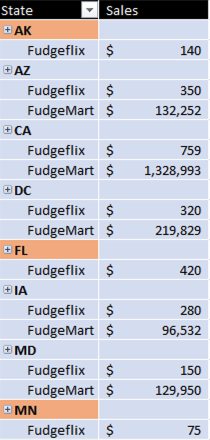 State Sales
AK
Fudgeflix $ 140
AZ
Fudgeflix $ 350
FudgeMart $ 132,252
CA
Fudgeflix $ 759
FudgeMart $ 1,328,993
DC
Fudgeflix $ 320
FudgeMart $ 219,829
FL
Fudgeflix $ 420
IA
Fudgeflix $ 280
FudgeMart $ 96,532
MD
Fudgeflix $ 150
FudgeMart $ 129,950
MN
Fudgeflix $ 75